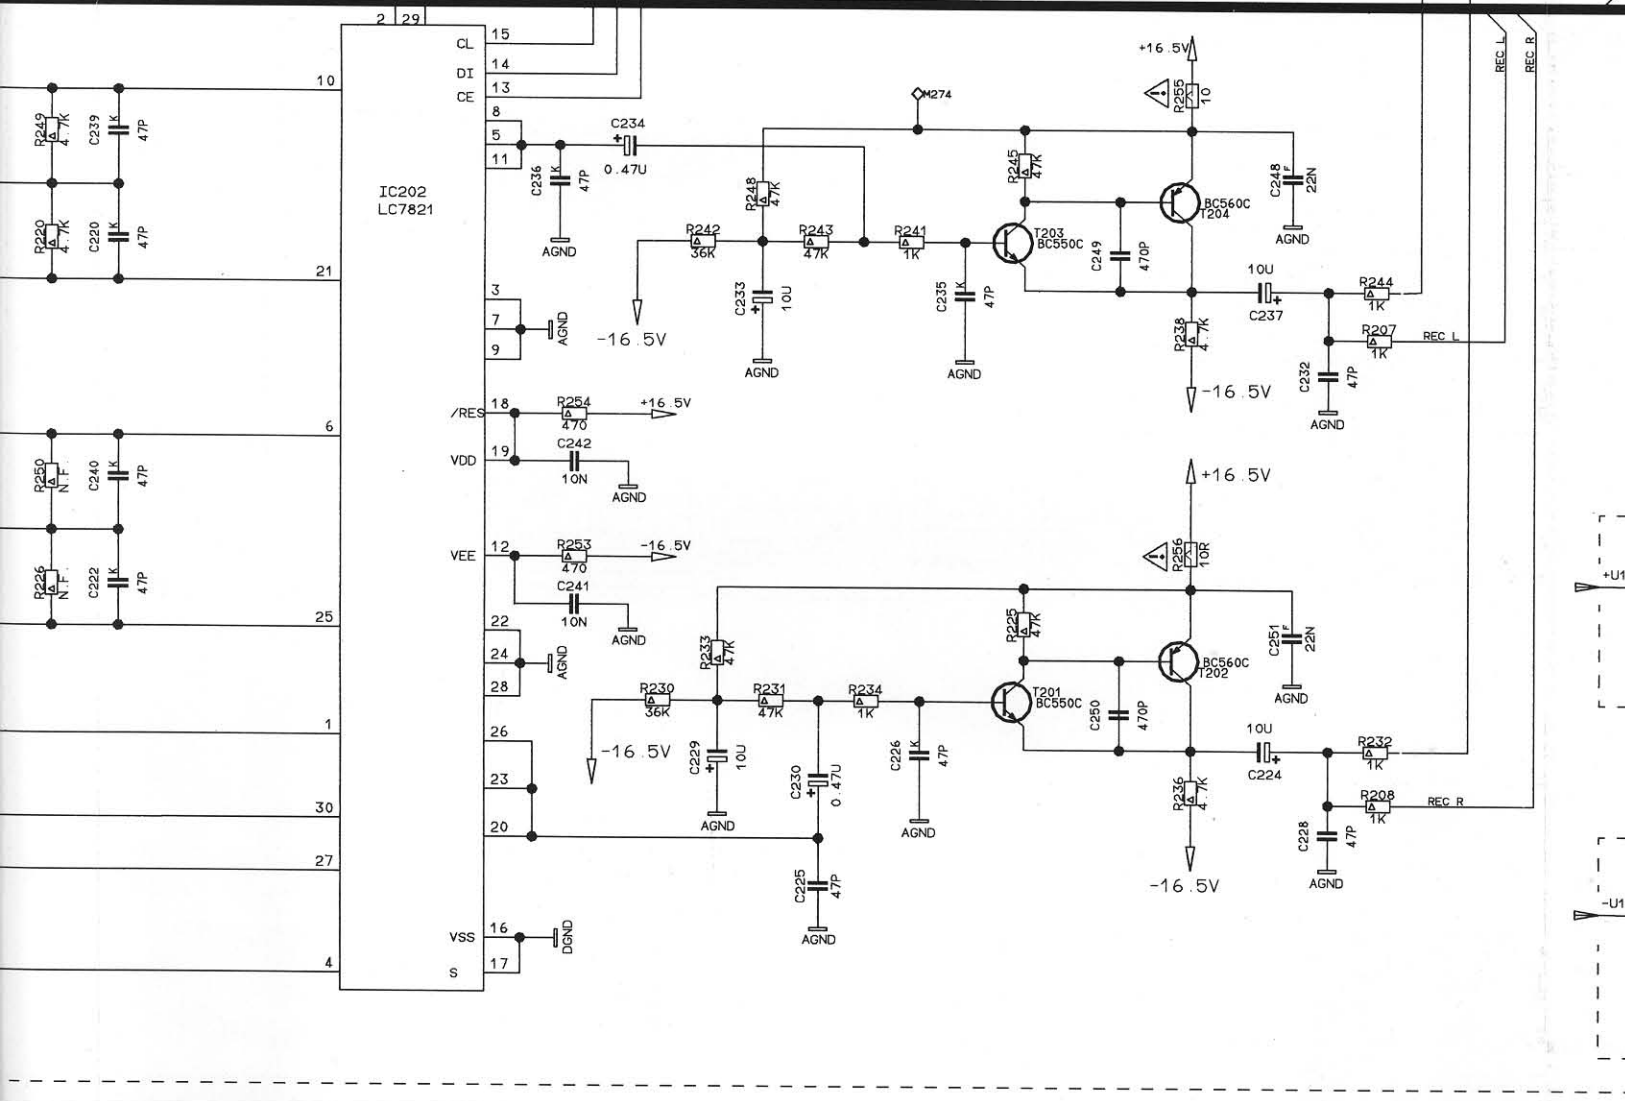 2 29
15
CL
14
DI
13
CE
10
8
5
11
R249
4.7K
C239
K
47P
R220
4.7K
C220
K
47P
21
IC202
LC7821
C236
K
47P
AGND
C234
+
0.47U
M274
R248
47K
R242
36K
R243
47K
R241
1K
-16.5V
C233
+
10U
AGND
C235
K
47P
AGND
R245
47K
T203
BC550C
+16.5V
R255
10
BC560C
T204
C248
F
22N
AGND
C249
470P
10U
+
C237
R244
1K
R207
1K
REC L
REC L
REC R
R238
4.7K
-16.5V
C232
47P
AGND
3
7
9
AGND
18
/RES
R254
470
+16.5V
19
VDD
C242
10N
AGND
6
R250
N.F.
C240
K
47P
R226
N.F.
C222
K
47P
25
12
VEE
R253
470
-16.5V
C241
10N
AGND
22
24
28
AGND
1
26
23
20
30
27
4
16
VSS
17
S
DGND
R233
47K
R230
36K
R231
47K
R234
1K
-16.5V
C229
+
10U
AGND
C230
+
0.47U
C225
47P
AGND
C226
K
47P
AGND
R225
47K
T201
BC550C
+16.5V
R256
10R
BC560C
T202
C251
F
22N
AGND
C250
470P
10U
+
C224
R232
1K
R208
1K
REC R
R236
4.7K
-16.5V
C228
47P
AGND
+U1
-U1